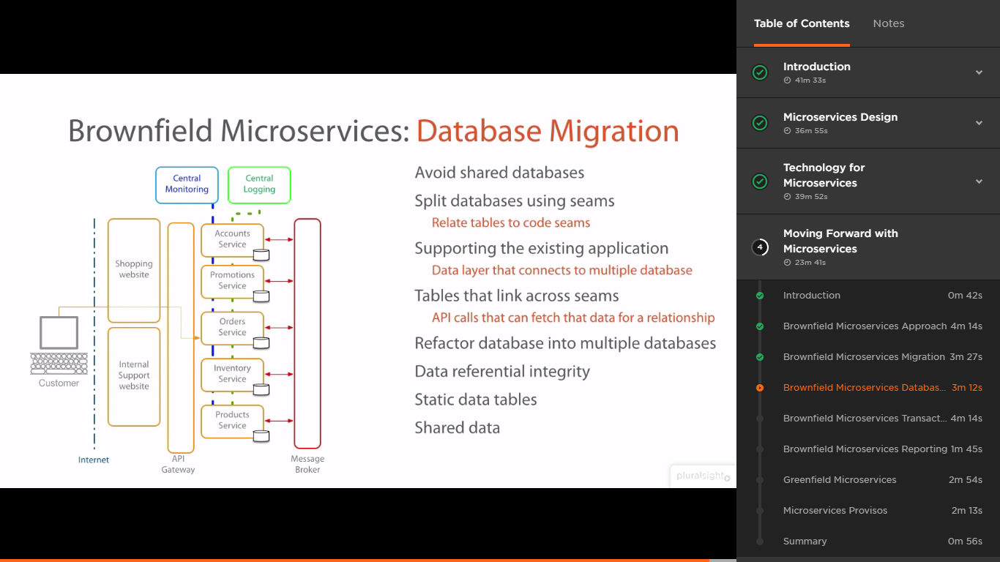 Brownfield Microservices: Database Migration
Central
Monitoring
Central
Logging
Shopping
website
Internal
Support
website
Customer
Internet
API
Gateway
Accounts
Service
Promotions
Service
Orders
Service
Inventory
Service
Products
Service
Message
Broker
Avoid shared databases
Split databases using seams
Relate tables to code seams
Supporting the existing application
Data layer that connects to multiple database
Tables that link across seams
API calls that can fetch that data for a relationship
Refactor database into multiple databases
Data referential integrity
Static data tables
Shared data
pluralsight
Table of Contents Notes
Introduction
41m 33s
Microservices Design
36m 55s
Technology for
Microservices
39m 52s
4
Moving Forward with
Microservices
23m 41s
Introduction 0m 42s
Brownfield Microservices Approach 4m 14s
Brownfield Microservices Migration 3m 27s
Brownfield Microservices Databas... 3m 12s
Brownfield Microservices Transact... 4m 14s
Brownfield Microservices Reporting 1m 45s
Greenfield Microservices 2m 54s
Microservices Provisos 2m 13s
Summary 0m 56s